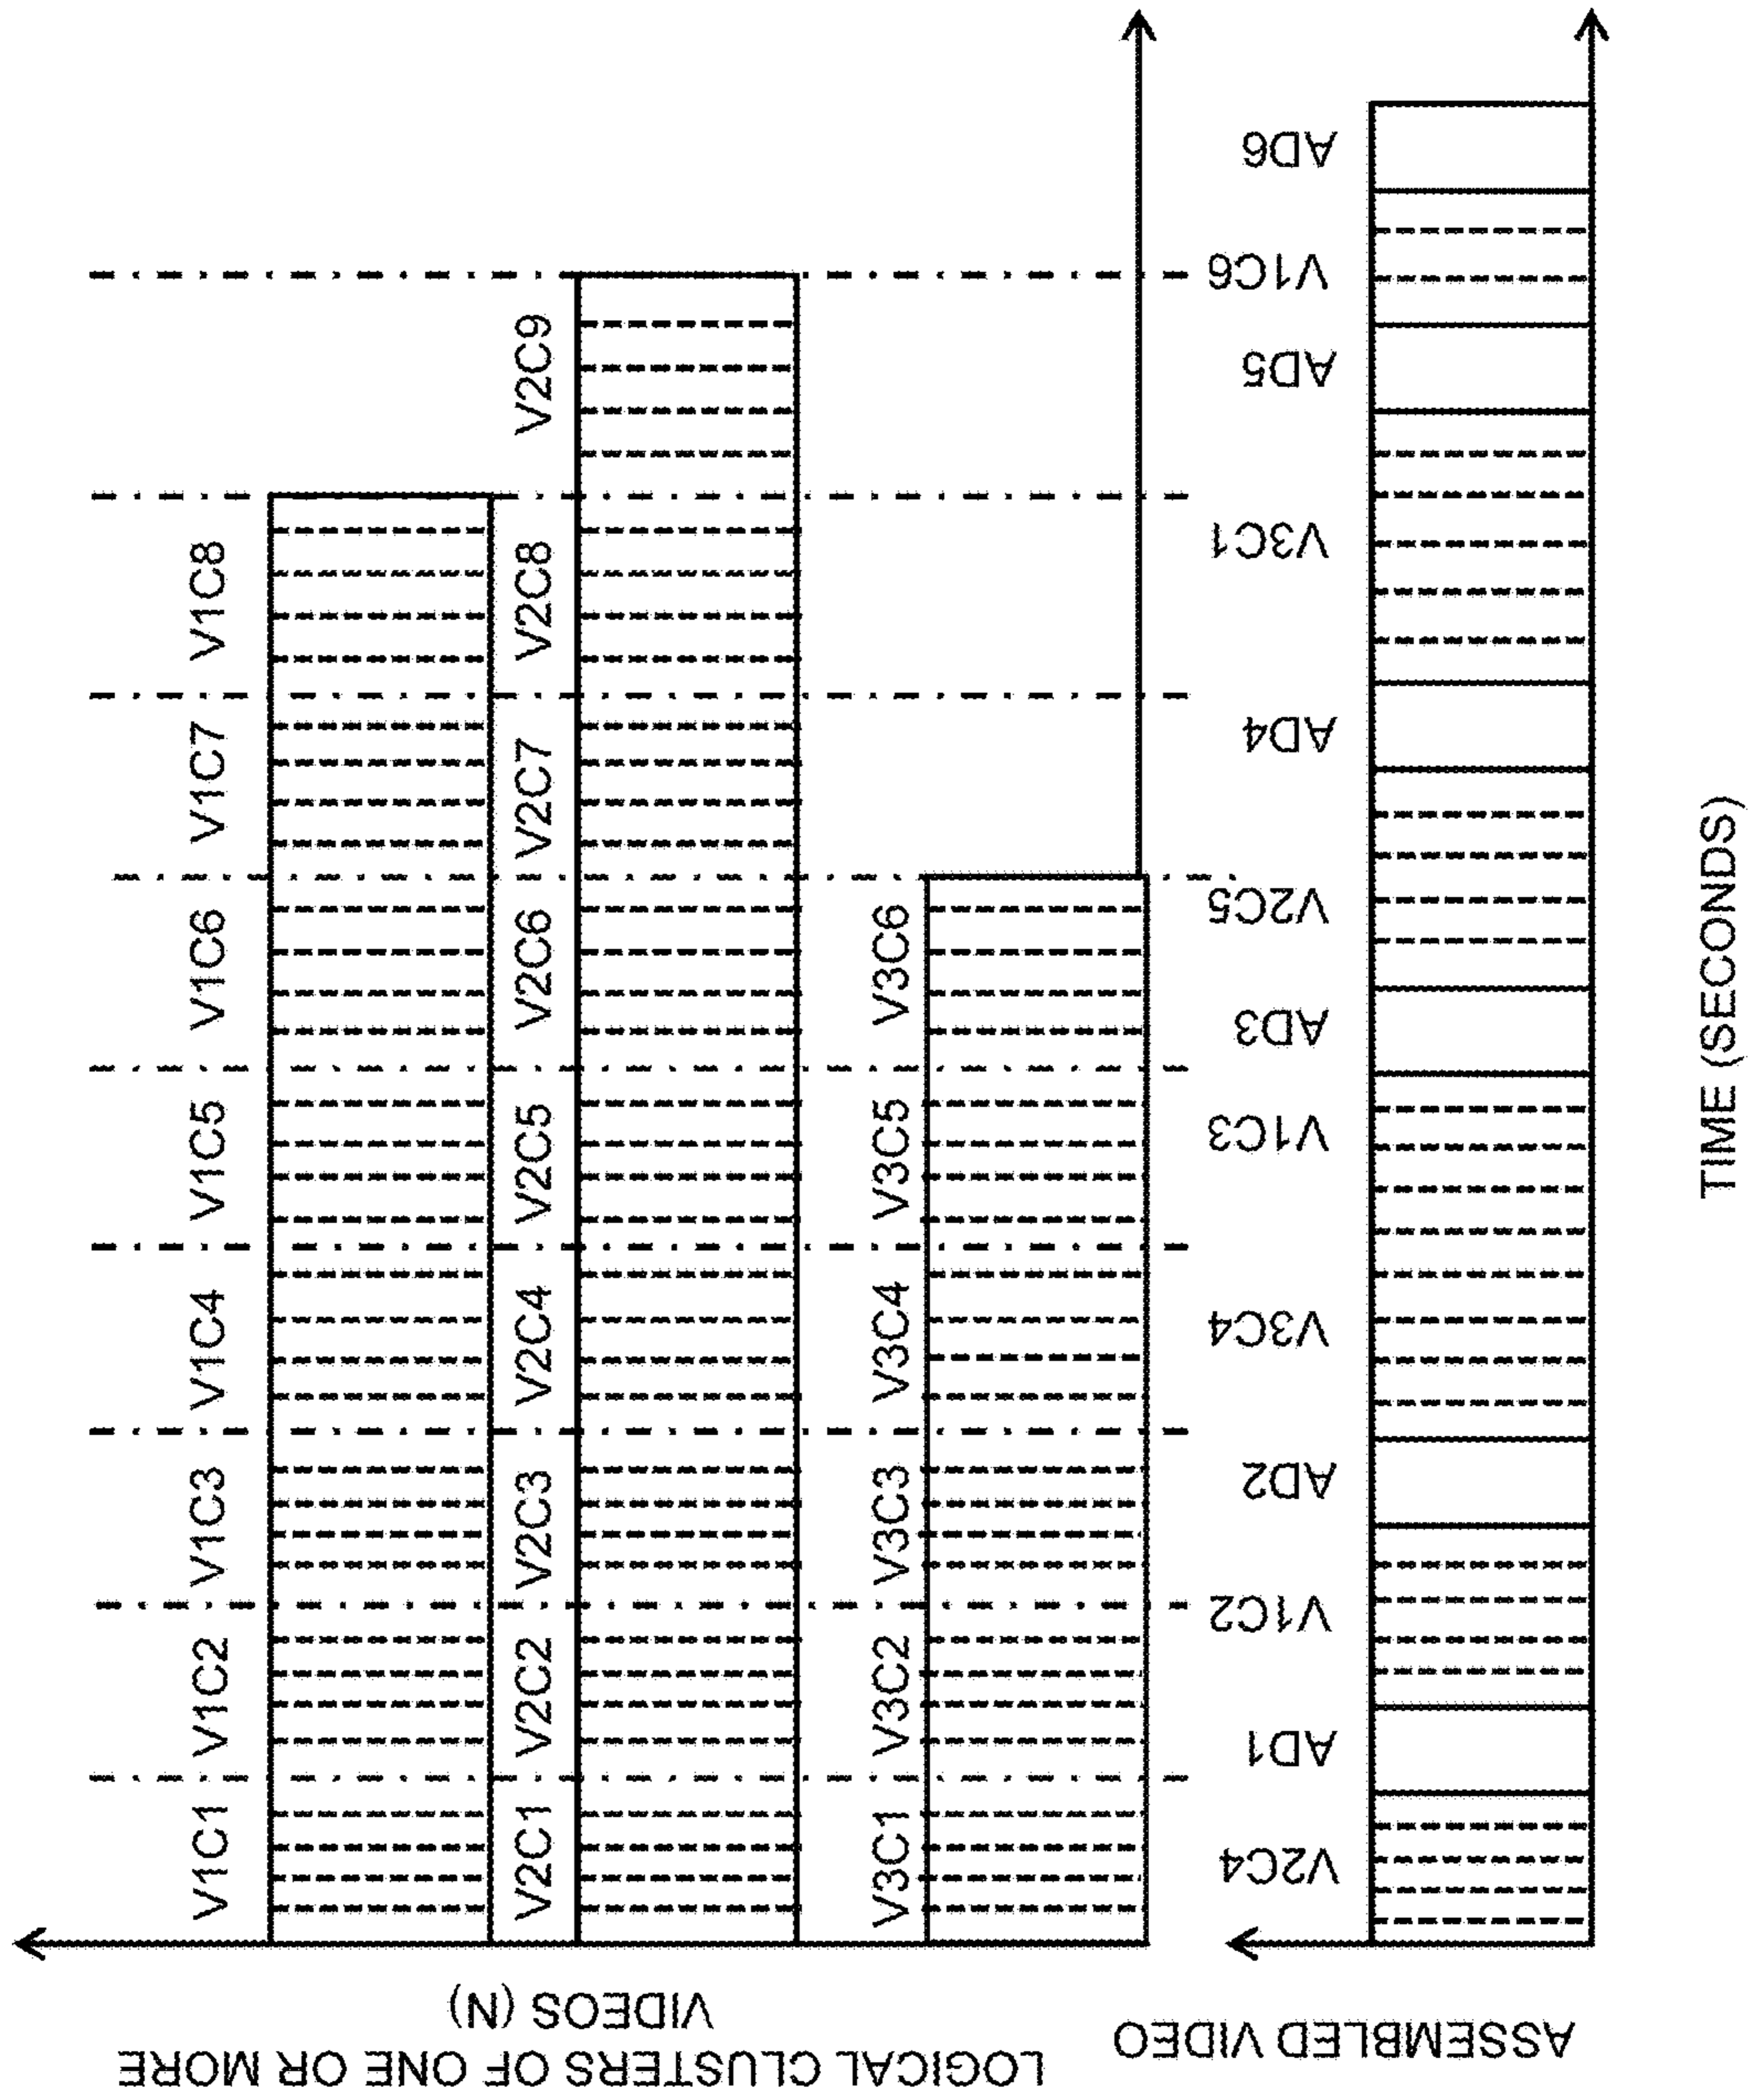 LOGICAL CLUSTERS OF ONE OR MORE
VIDEOS (N)
V1C1 V1C2 V1C3 V1C4 V1C5 V1C6 V1C7 V1C8
V2C1 V2C2 V2C3 V2C4 V2C5 V2C6 V2C7 V2C8 V2C9
V3C1 V3C2 V3C3 V3C4 V3C5 V3C6
ASSEMBLED VIDEO
V2C4 AD1 V1C2 AD2 V3C4 V1C3 AD3 V2C5 AD4 V3C1 AD5 V1C6 AD6
TIME (SECONDS)